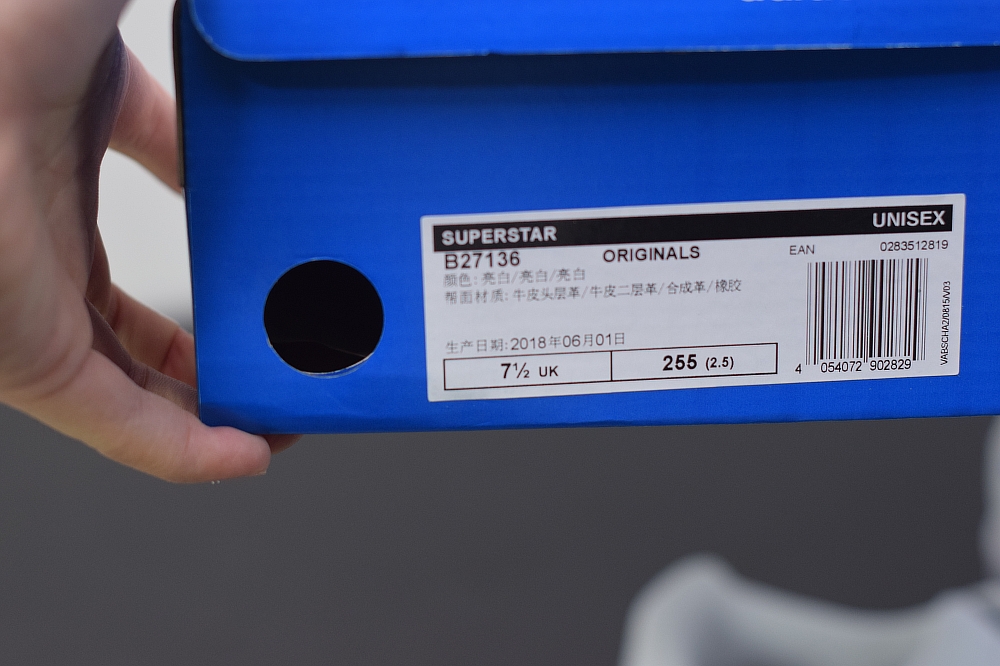 SUPERSTAR UNISEX
B27136 ORIGINALS EAN 0283512819
颜色: 亮白/亮白/亮白
帮面材质: 牛皮头层革/牛皮二层革/合成革/橡胶
生产日期:2018年06月01日
7½ UK 255 (2.5)
4 054072 902829
VABSCHA2/0815/V03